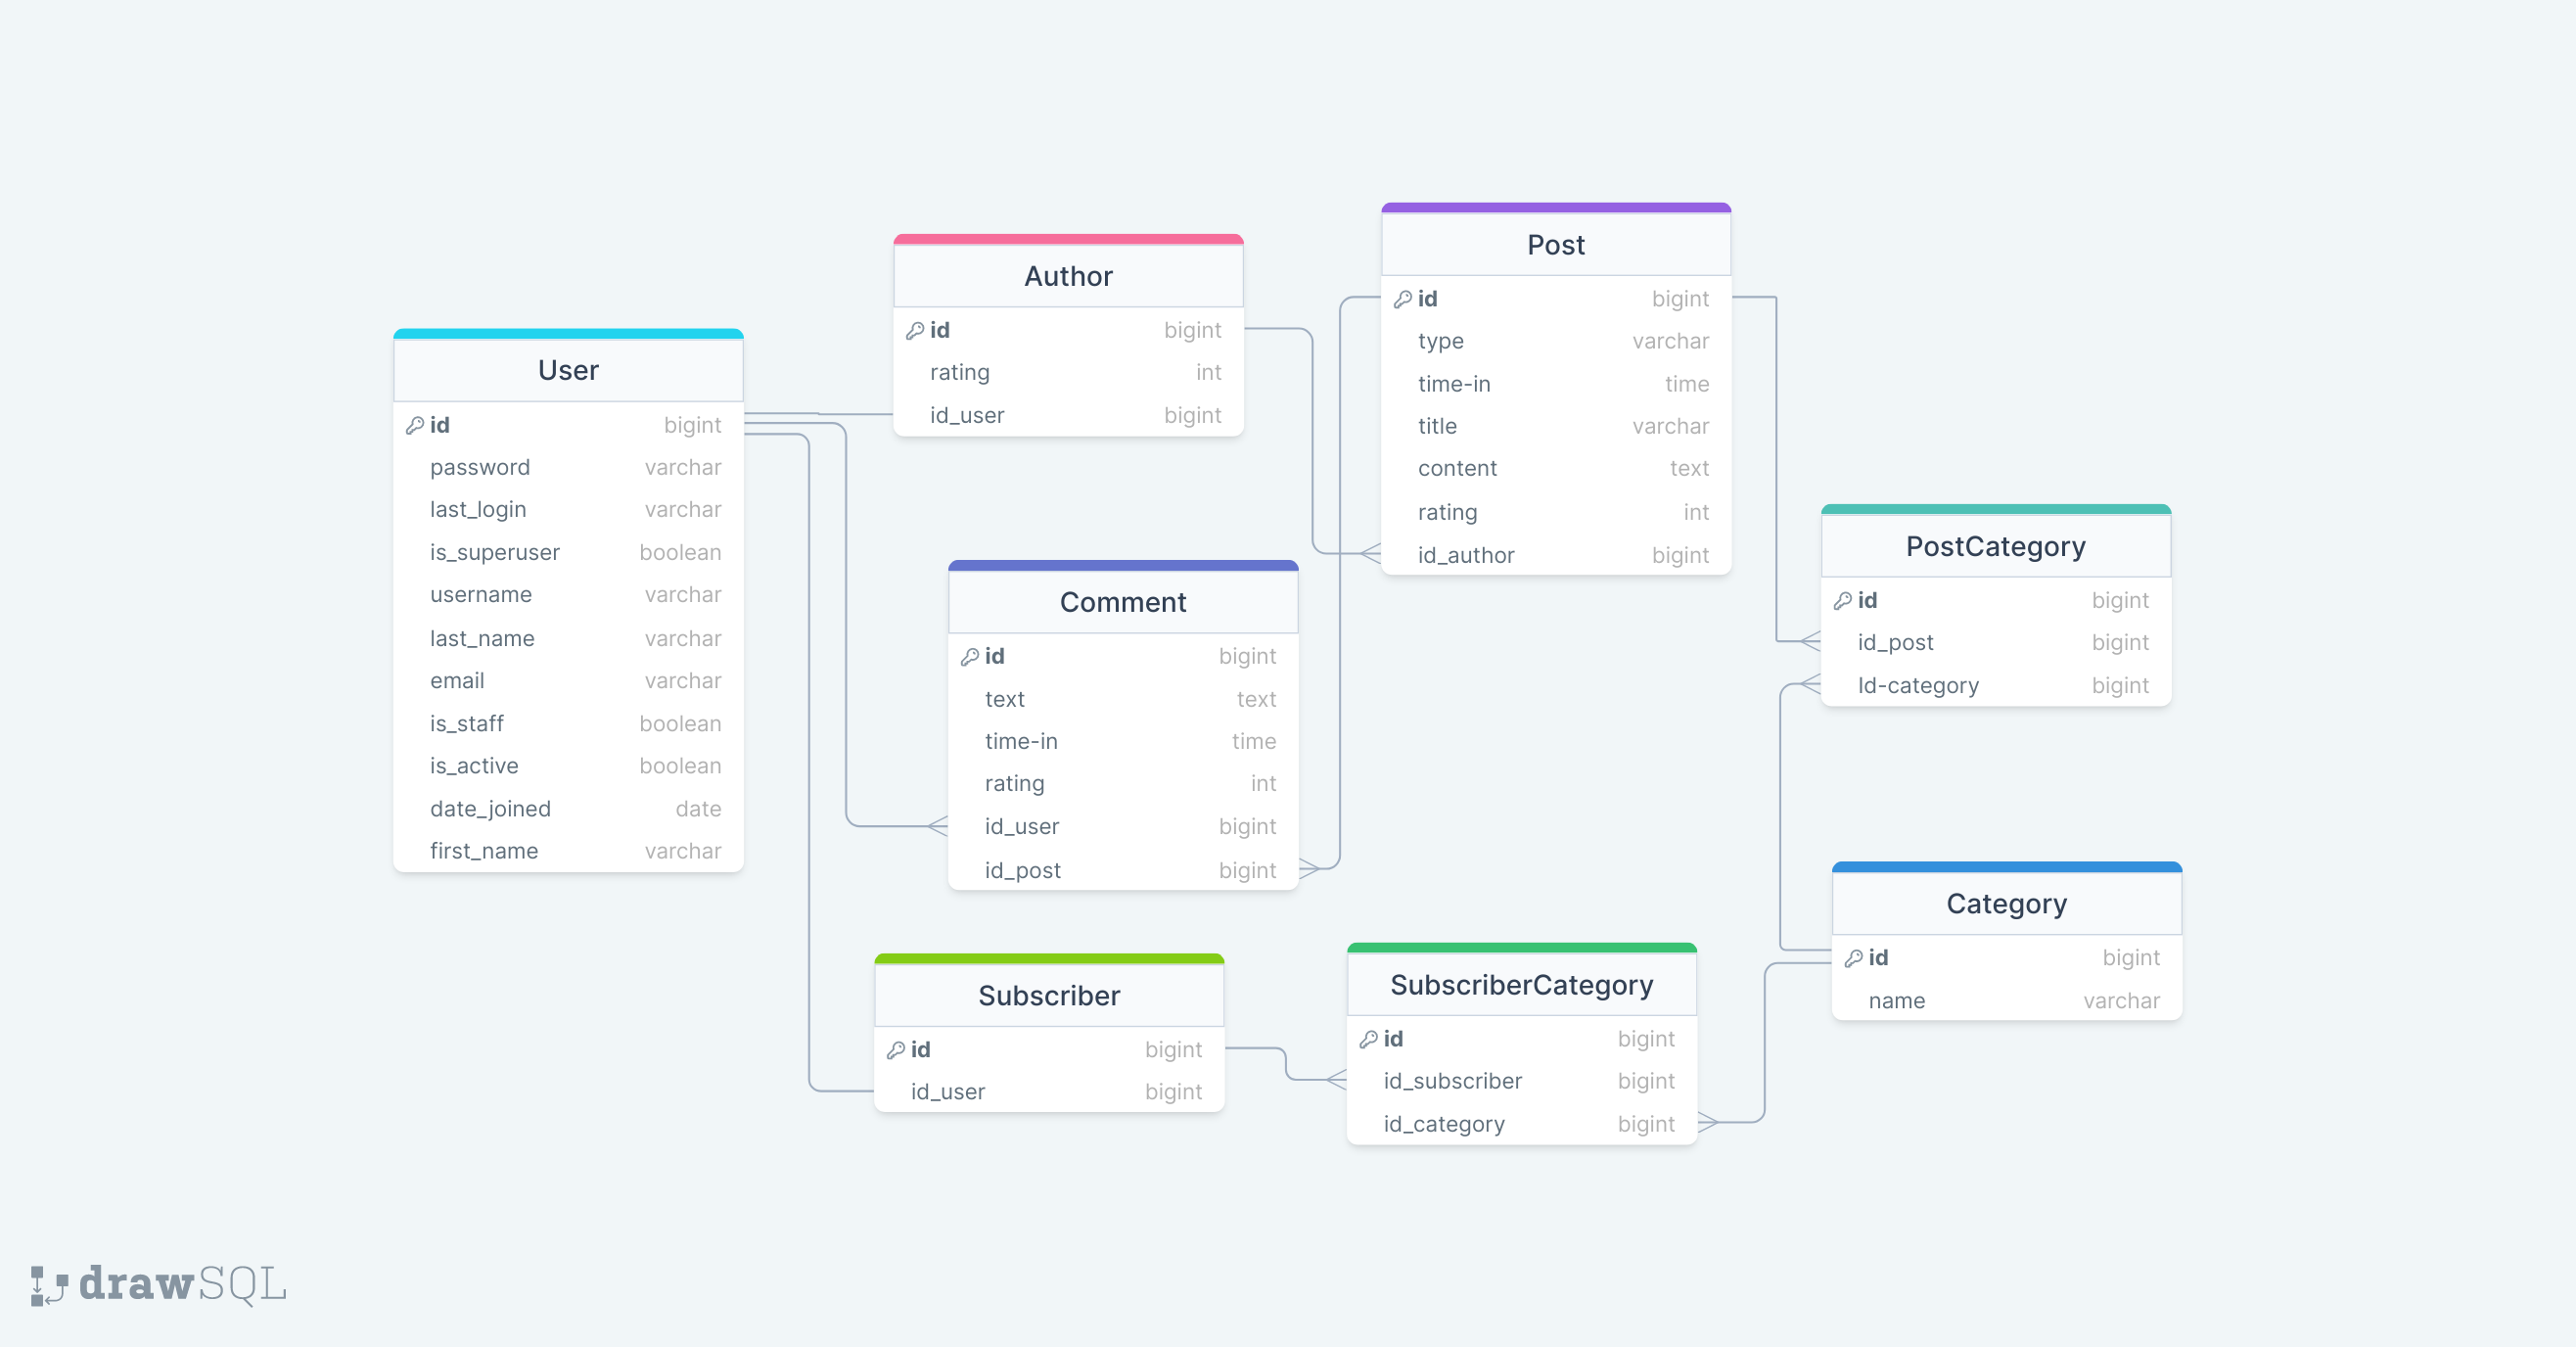 User
id bigint
password varchar
last_login varchar
is_superuser boolean
username varchar
last_name varchar
email varchar
is_staff boolean
is_active boolean
date_joined date
first_name varchar
Author
id bigint
rating int
id_user bigint
Comment
id bigint
text text
time-in time
rating int
id_user bigint
id_post bigint
Subscriber
id bigint
id_user bigint
Post
id bigint
type varchar
time-in time
title varchar
content text
rating int
id_author bigint
SubscriberCategory
id bigint
id_subscriber bigint
id_category bigint
PostCategory
id bigint
id_post bigint
Id-category bigint
Category
id bigint
name varchar
drawSQL